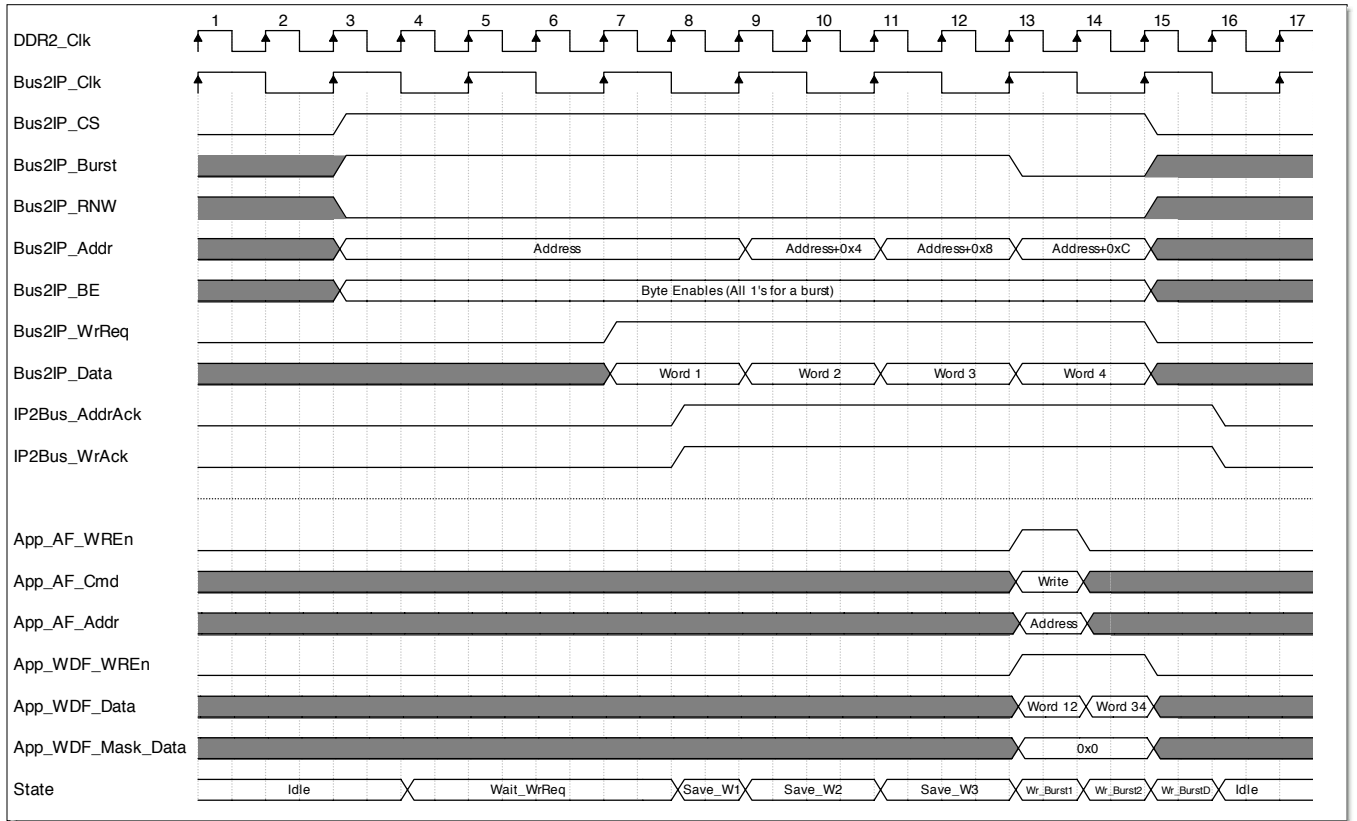 1 2 3 4 5 6 7 8 9 10 11 12 13 14 15 16 17
DDR2_Clk
Bus2IP_Clk
Bus2IP_CS
Bus2IP_Burst
Bus2IP_RNW
Bus2IP_Addr Address Address+0x4 Address+0x8 Address+0xC
Bus2IP_BE Byte Enables (All 1's for a burst)
Bus2IP_WrReq
Bus2IP_Data Word 1 Word 2 Word 3 Word 4
IP2Bus_AddrAck
IP2Bus_WrAck
App_AF_WREn
App_AF_Cmd Write
App_AF_Addr Address
App_WDF_WREn
App_WDF_Data Word 12 Word 34
App_WDF_Mask_Data 0x0
State Idle Wait_WrReq Save_W1 Save_W2 Save_W3 Wr_Burst1 Wr_Burst2 Wr_BurstD Idle